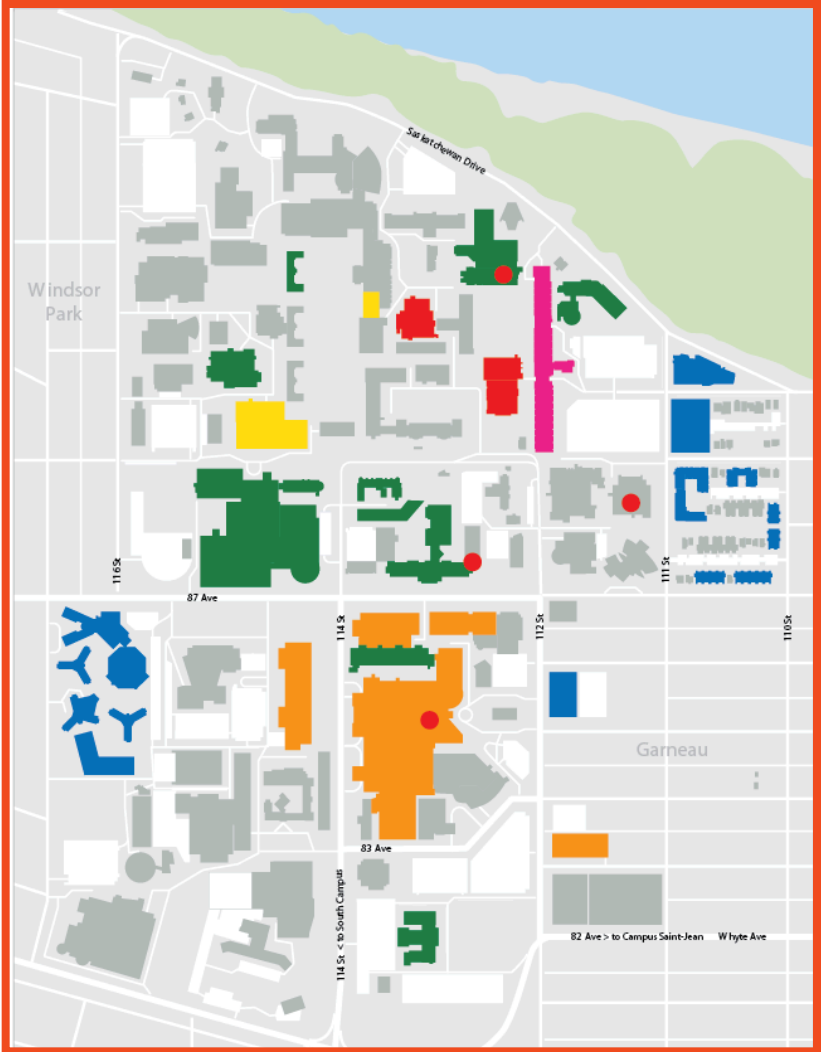 Saskatchewan Drive
Windsor
Park
116 St
111 St
87 Ave
114 St
112 St
110 St
Garneau
83 Ave
114 St < to South Campus
82 Ave > to Campus Saint-Jean
Whyte Ave